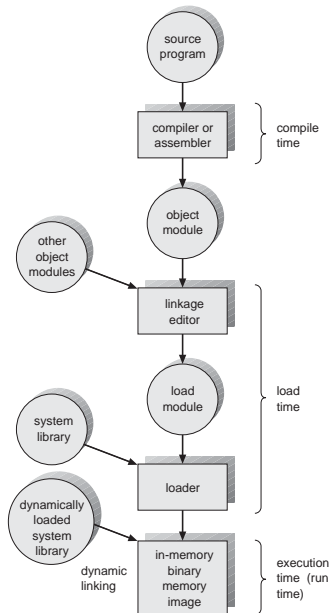 source
program
compiler or
assembler
compile
time
object
module
other
object
modules
linkage
editor
load
module
load
time
system
library
loader
dynamically
loaded
system
library
dynamic
linking
in-memory
binary
memory
image
execution
time (run
time)